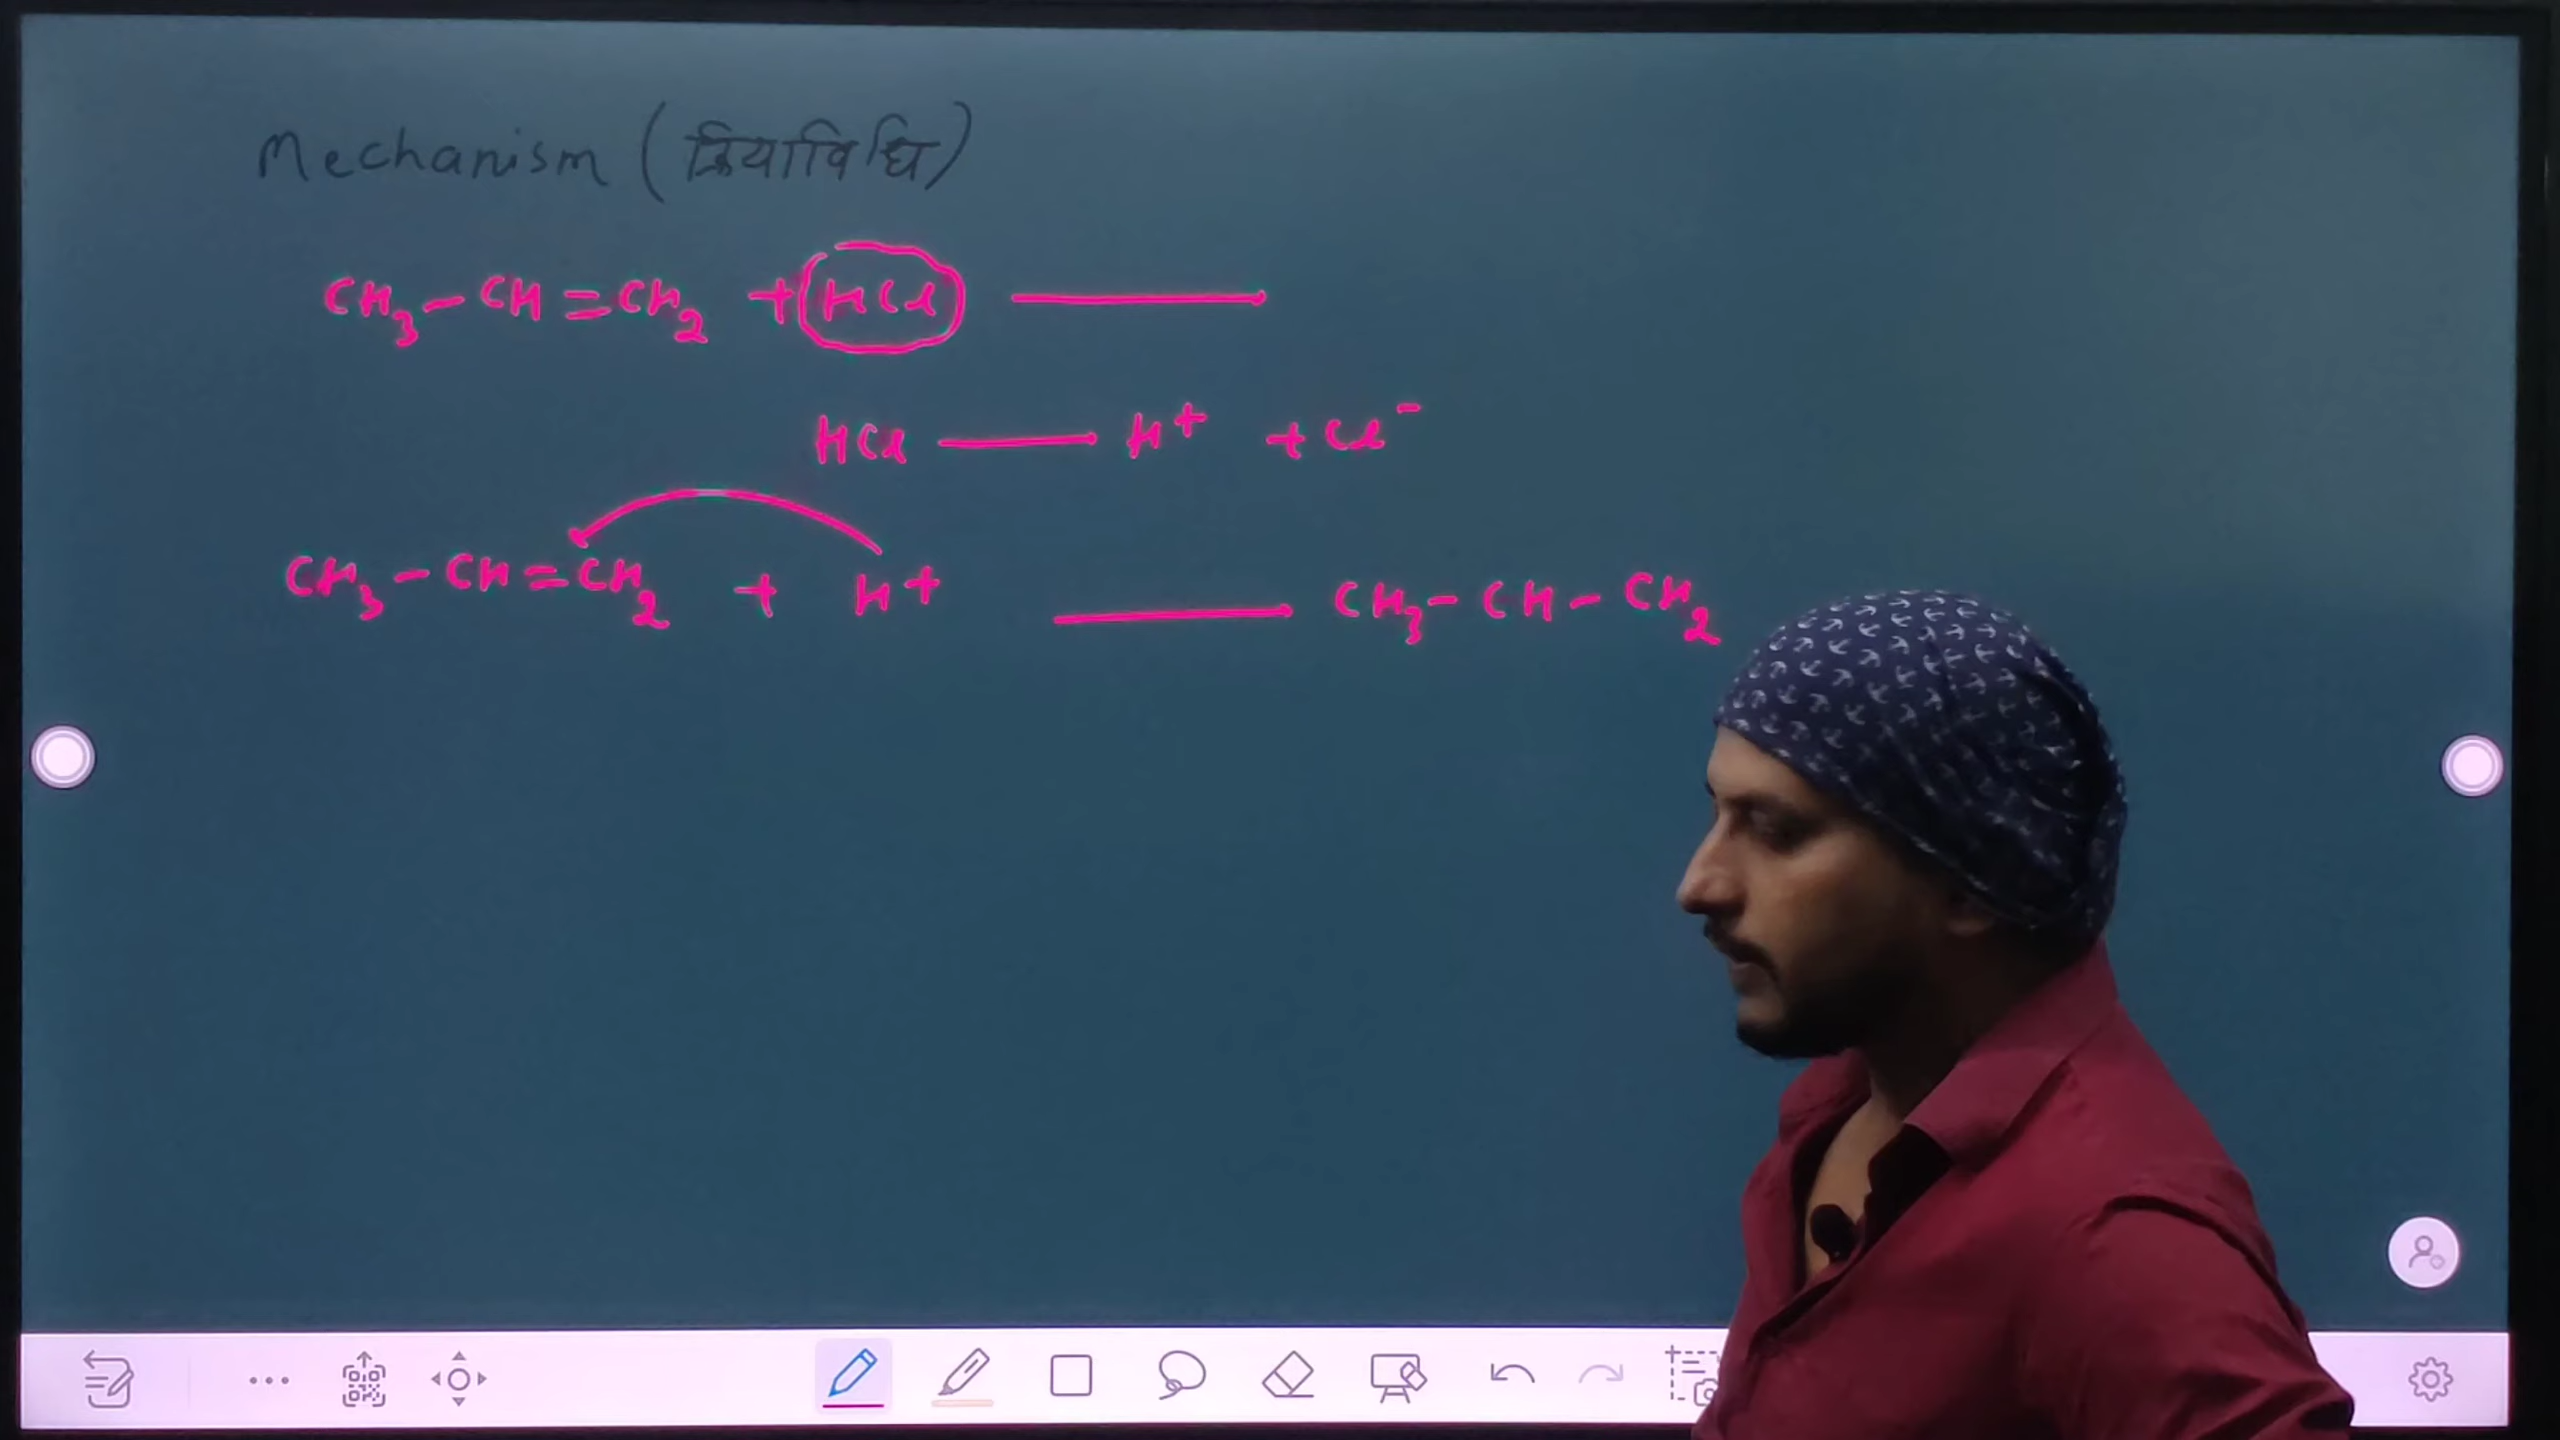 Mechanism (क्रियाविधि)
CH₃-CH=CH₂ + HCl ⟶
HCl ⟶ H⁺ + Cl⁻
CH₃-CH=CH₂ + H⁺ ⟶ CH₃-CH-CH₂